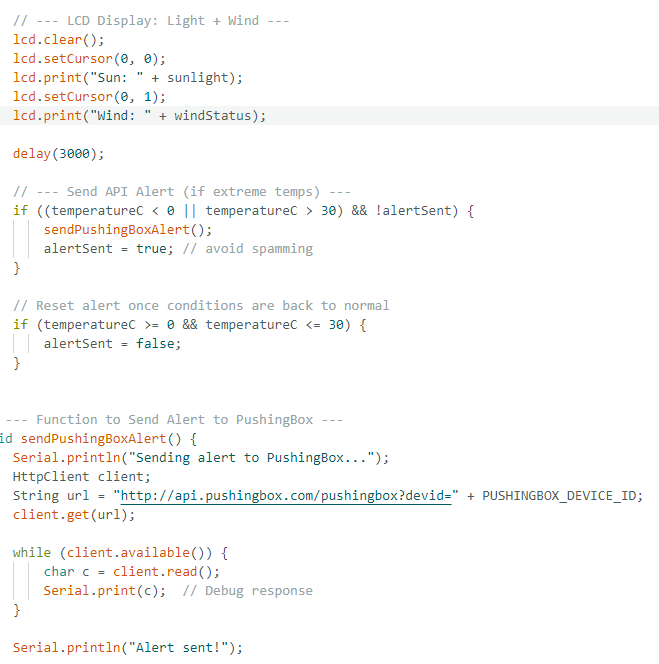 // --- LCD Display: Light + Wind ---
lcd.clear();
lcd.setCursor(0, 0);
lcd.print("Sun: " + sunlight);
lcd.setCursor(0, 1);
lcd.print("Wind: " + windStatus);
delay(3000);
// --- Send API Alert (if extreme temps) ---
if ((temperatureC < 0 || temperatureC > 30) && !alertSent) {
sendPushingBoxAlert();
alertSent = true; // avoid spamming
}
// Reset alert once conditions are back to normal
if (temperatureC >= 0 && temperatureC <= 30) {
alertSent = false;
}
--- Function to Send Alert to PushingBox ---
id sendPushingBoxAlert() {
Serial.println("Sending alert to PushingBox...");
HttpClient client;
String url = "http://api.pushingbox.com/pushingbox?devid=" + PUSHINGBOX_DEVICE_ID;
client.get(url);
while (client.available()) {
char c = client.read();
Serial.print(c);  // Debug response
}
Serial.println("Alert sent!");